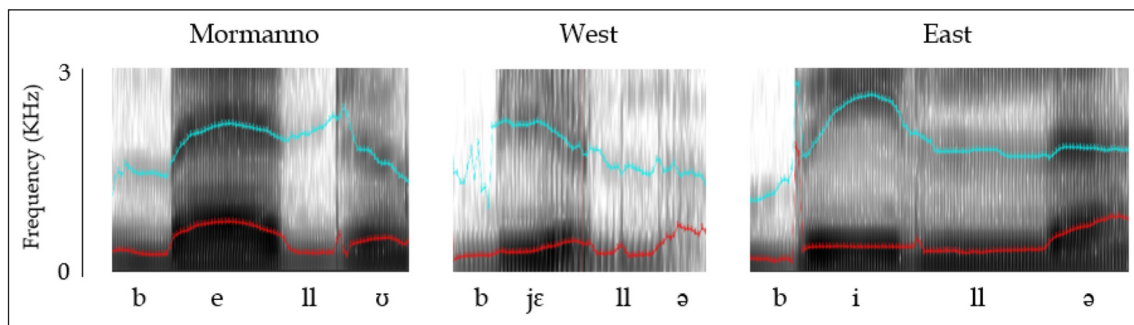 Mormanno West East
3
Frequency (KHz)
0
b e ll ʊ b jɛ ll ə b i ll ə